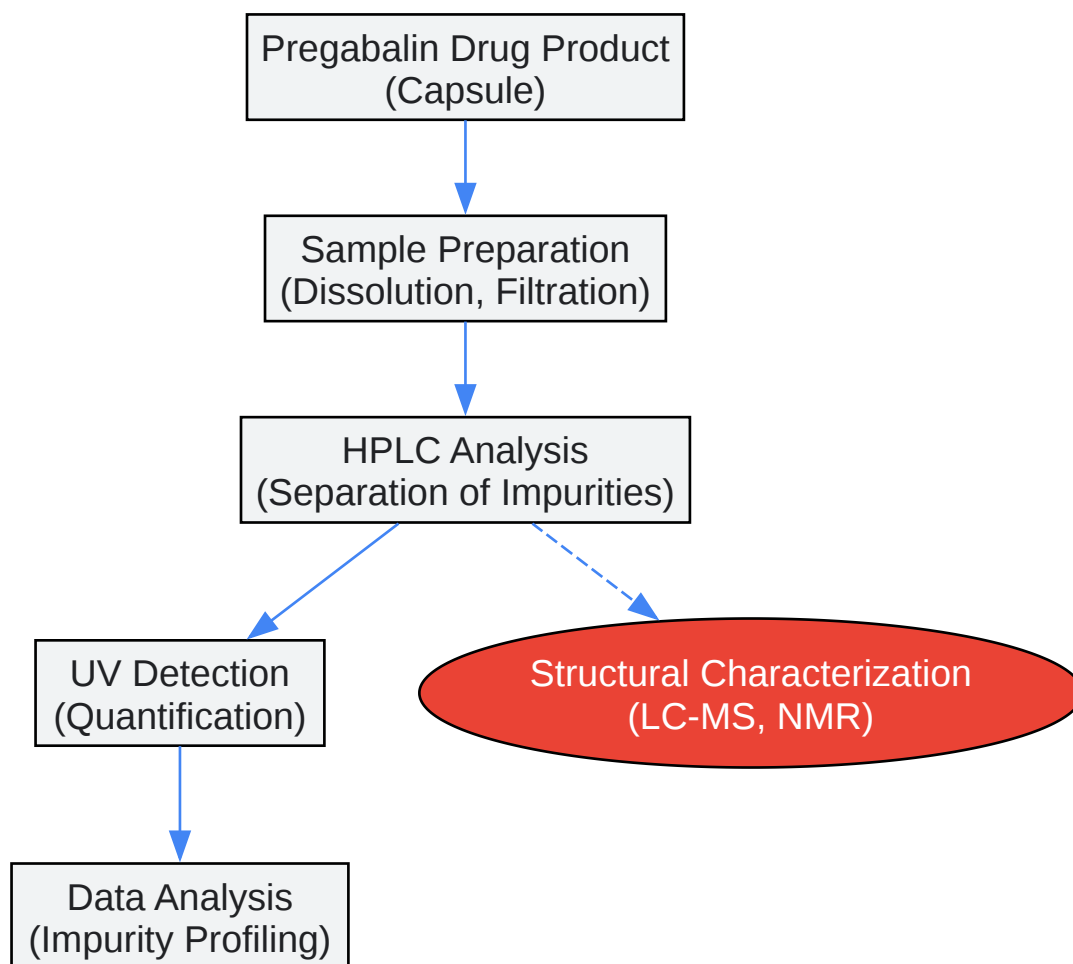 Pregabalin Drug Product
(Capsule)
Sample Preparation
(Dissolution, Filtration)
HPLC Analysis
(Separation of Impurities)
UV Detection
(Quantification)
Structural Characterization
(LC-MS, NMR)
Data Analysis
(Impurity Profiling)